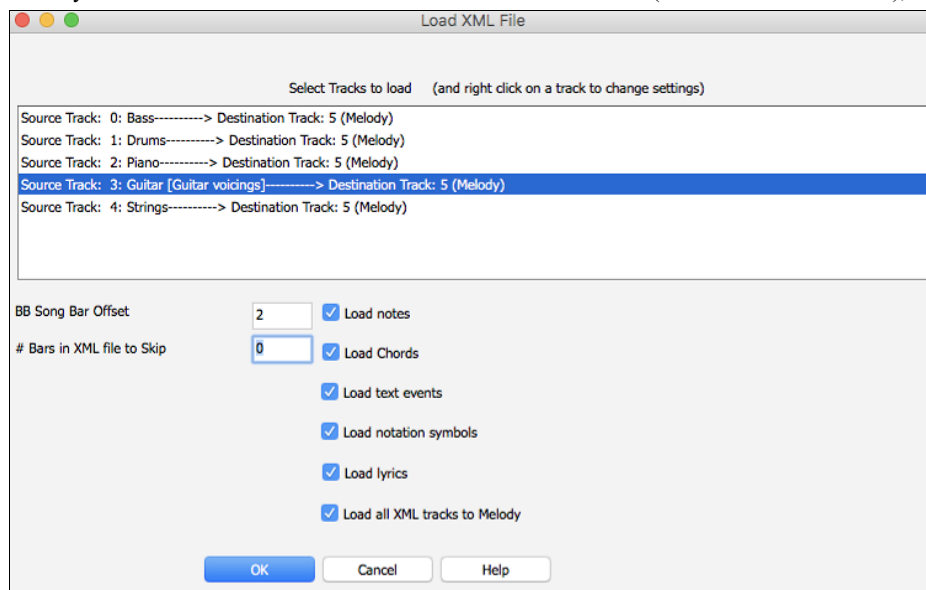 Load XML File
Select Tracks to load (and right click on a track to change settings)
Source Track: 0: Bass----------> Destination Track: 5 (Melody)
Source Track: 1: Drums----------> Destination Track: 5 (Melody)
Source Track: 2: Piano----------> Destination Track: 5 (Melody)
Source Track: 3: Guitar [Guitar voicings]----------> Destination Track: 5 (Melody)
Source Track: 4: Strings----------> Destination Track: 5 (Melody)
BB Song Bar Offset 2 Load notes
# Bars in XML file to Skip 0 Load Chords
Load text events
Load notation symbols
Load lyrics
Load all XML tracks to Melody
OK Cancel Help